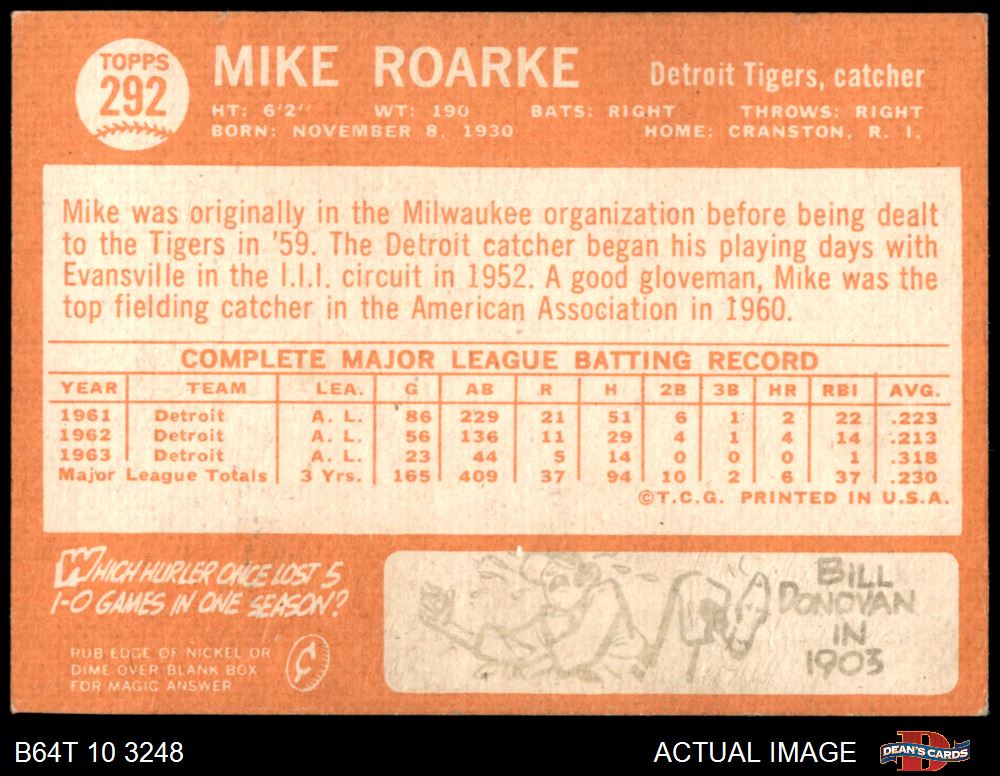 TOPPS
292
MIKE ROARKE
Detroit Tigers, catcher
HT: 6'2" WT: 190 BATS: RIGHT THROWS: RIGHT
BORN: NOVEMBER 8, 1930 HOME: CRANSTON, R. I.
Mike was originally in the Milwaukee organization before being dealt
to the Tigers in '59. The Detroit catcher began his playing days with
Evansville in the I.I.I. circuit in 1952. A good gloveman, Mike was the
top fielding catcher in the American Association in 1960.
COMPLETE MAJOR LEAGUE BATTING RECORD
YEAR TEAM LEA. G AB R H 2B 3B HR RBI AVG.
1961 Detroit A. L. 86 229 21 51 6 1 2 22 .223
1962 Detroit A. L. 56 136 11 29 4 1 4 14 .213
1963 Detroit A. L. 23 44 5 14 0 0 0 1 .318
Major League Totals 3 Yrs. 165 409 37 94 10 2 6 37 .230
©T.C.G. PRINTED IN U.S.A.
WHICH HURLER ONCE LOST 5
1-0 GAMES IN ONE SEASON?
RUB EDGE OF NICKEL OR
DIME OVER BLANK BOX
FOR MAGIC ANSWER
BILL
DONOVAN
IN
1903
B64T 10 3248
ACTUAL IMAGE
DEAN'S CARDS